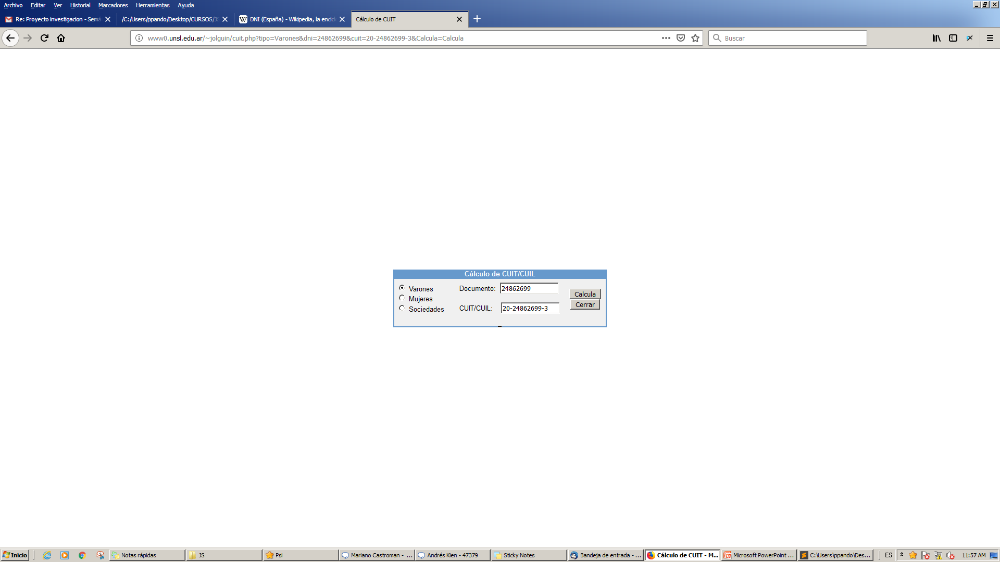 Archivo Editar Ver Historial Marcadores Herramientas Ayuda
Re: Proyecto investigacion - Semá
/C:/Users/ppando/Desktop/CURSOS/JS
DNI (España) - Wikipedia, la encic
Cálculo de CUIT
www0.unsl.edu.ar/~jolguin/cuit.php?tipo=Varones&dni=24862699&cuit=20-24862699-3&Calcula=Calcula
Buscar
Cálculo de CUIT/CUIL
Varones
Documento: 24862699
Calcula
Mujeres
Cerrar
Sociedades
CUIT/CUIL: 20-24862699-3
Inicio
Notas rápidas
JS
Psi
Mariano Castroman - ...
Andrés Kien - 47379
Sticky Notes
Bandeja de entrada - ...
Cálculo de CUIT - M...
Microsoft PowerPoint ...
C:\Users\ppando\Des...
ES
11:57 AM